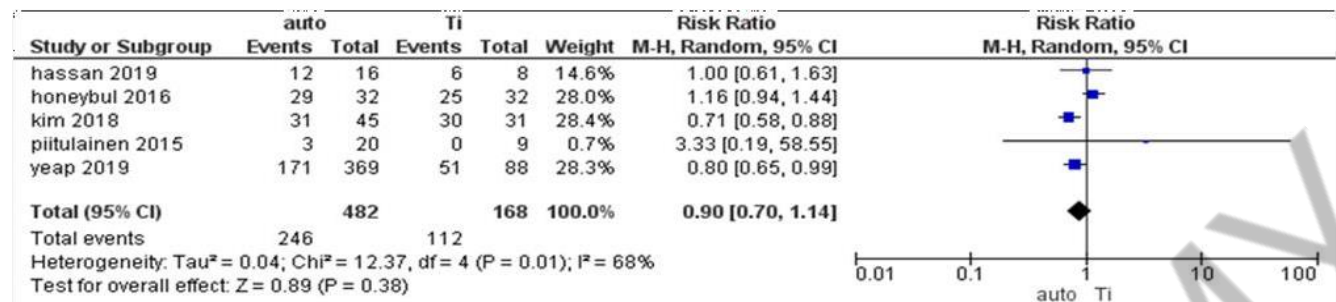 auto Ti Risk Ratio Risk Ratio
Study or Subgroup Events Total Events Total Weight M-H, Random, 95% CI M-H, Random, 95% CI
hassan 2019 12 16 6 8 14.6% 1.00 [0.61, 1.63]
honeybul 2016 29 32 25 32 28.0% 1.16 [0.94, 1.44]
kim 2018 31 45 30 31 28.4% 0.71 [0.58, 0.88]
piitulainen 2015 3 20 0 9 0.7% 3.33 [0.19, 58.55]
yeap 2019 171 369 51 88 28.3% 0.80 [0.65, 0.99]
Total (95% CI) 482 168 100.0% 0.90 [0.70, 1.14]
Total events 246 112
Heterogeneity: Tau² = 0.04; Chi² = 12.37, df = 4 (P = 0.01); I² = 68%
Test for overall effect: Z = 0.89 (P = 0.38)
0.01 0.1 1 10 100
auto Ti